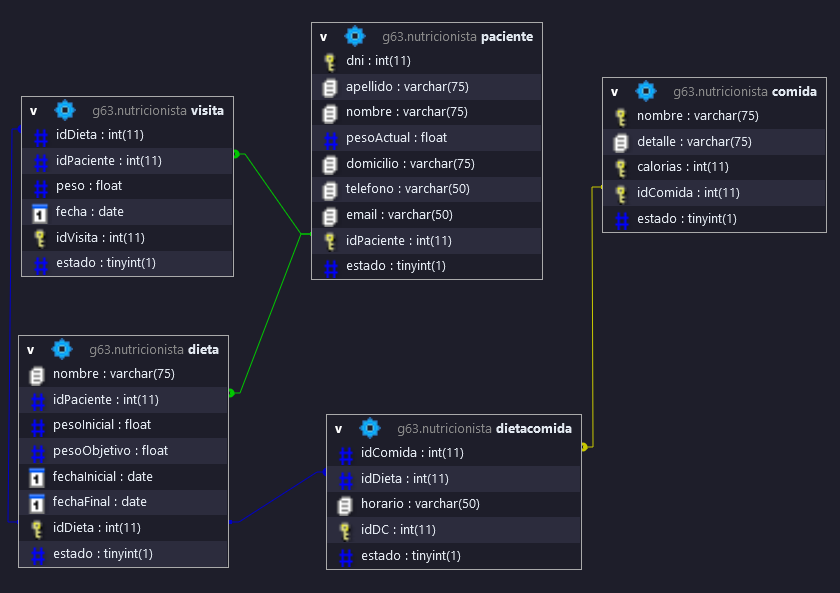 v g63.nutricionista visita
idDieta : int(11)
idPaciente : int(11)
peso : float
fecha : date
idVisita : int(11)
estado : tinyint(1)
v g63.nutricionista paciente
dni : int(11)
apellido : varchar(75)
nombre : varchar(75)
pesoActual : float
domicilio : varchar(75)
telefono : varchar(50)
email : varchar(50)
idPaciente : int(11)
estado : tinyint(1)
v g63.nutricionista comida
nombre : varchar(75)
detalle : varchar(75)
calorias : int(11)
idComida : int(11)
estado : tinyint(1)
v g63.nutricionista dieta
nombre : varchar(75)
idPaciente : int(11)
pesoInicial : float
pesoObjetivo : float
fechaInicial : date
fechaFinal : date
idDieta : int(11)
estado : tinyint(1)
v g63.nutricionista dietacomida
idComida : int(11)
idDieta : int(11)
horario : varchar(50)
idDC : int(11)
estado : tinyint(1)